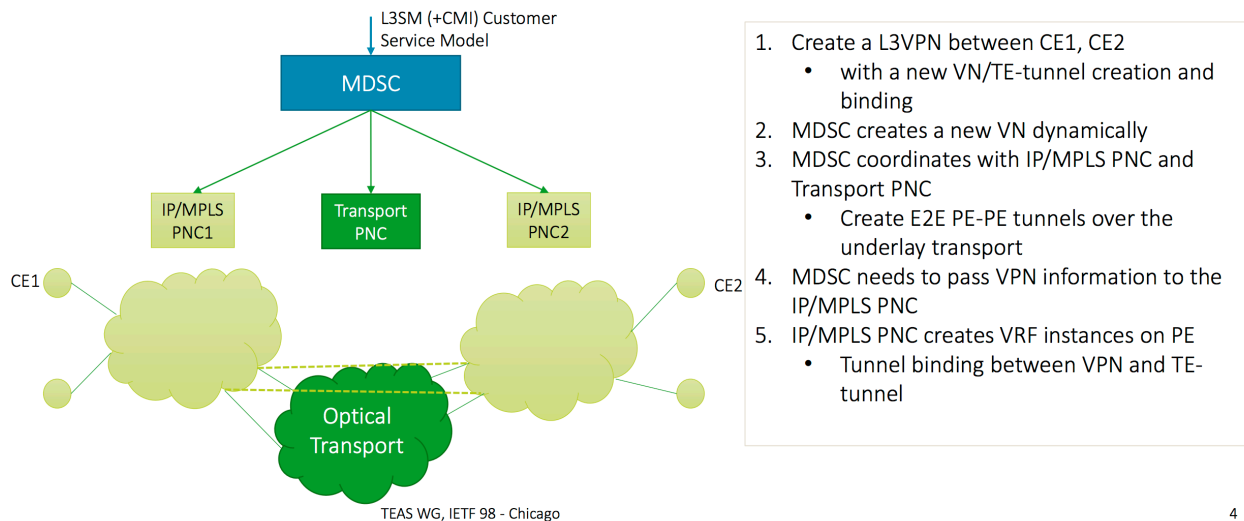 L3SM (+CMI) Customer
Service Model
MDSC
IP/MPLS
PNC1
Transport
PNC
IP/MPLS
PNC2
CE1
CE2
Optical
Transport
1. Create a L3VPN between CE1, CE2
• with a new VN/TE-tunnel creation and
binding
2. MDSC creates a new VN dynamically
3. MDSC coordinates with IP/MPLS PNC and
Transport PNC
• Create E2E PE-PE tunnels over the
underlay transport
4. MDSC needs to pass VPN information to the
IP/MPLS PNC
5. IP/MPLS PNC creates VRF instances on PE
• Tunnel binding between VPN and TE-
tunnel
TEAS WG, IETF 98 - Chicago
4